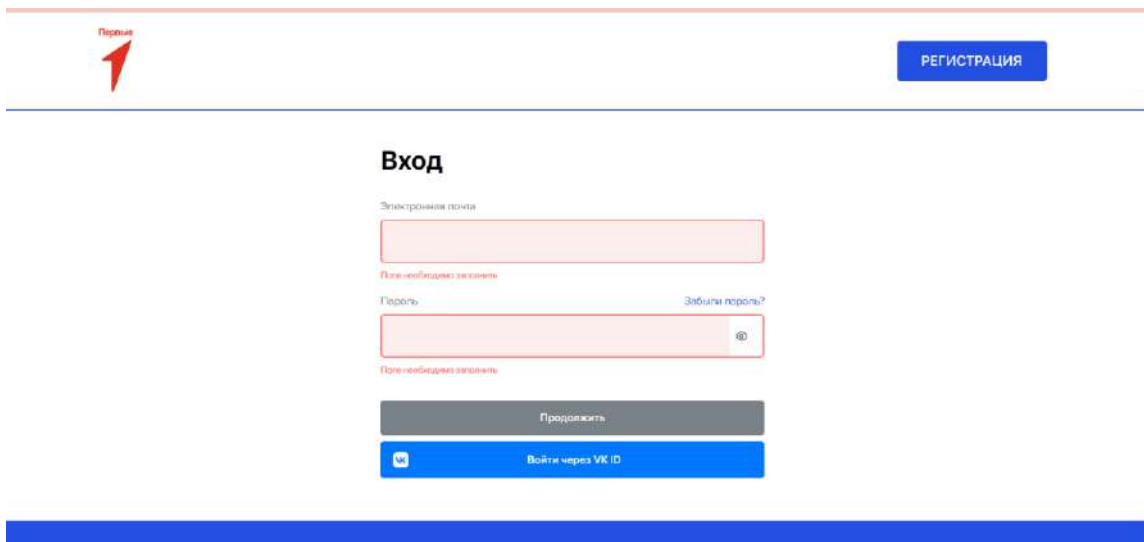 Первые
РЕГИСТРАЦИЯ
Вход
Электронная почта
Поле необходимо заполнить
Пароль
Забыли пароль?
Поле необходимо заполнить
Продолжить
Войти через VK ID